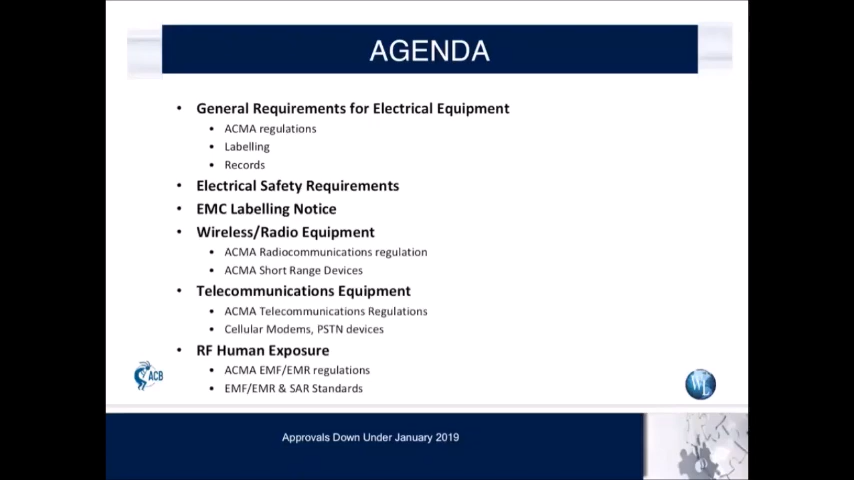 AGENDA
• General Requirements for Electrical Equipment
• ACMA regulations
• Labelling
• Records
• Electrical Safety Requirements
• EMC Labelling Notice
• Wireless/Radio Equipment
• ACMA Radiocommunications regulation
• ACMA Short Range Devices
• Telecommunications Equipment
• ACMA Telecommunications Regulations
• Cellular Modems, PSTN devices
• RF Human Exposure
• ACMA EMF/EMR regulations
• EMF/EMR & SAR Standards
ACB
WL
Approvals Down Under January 2019